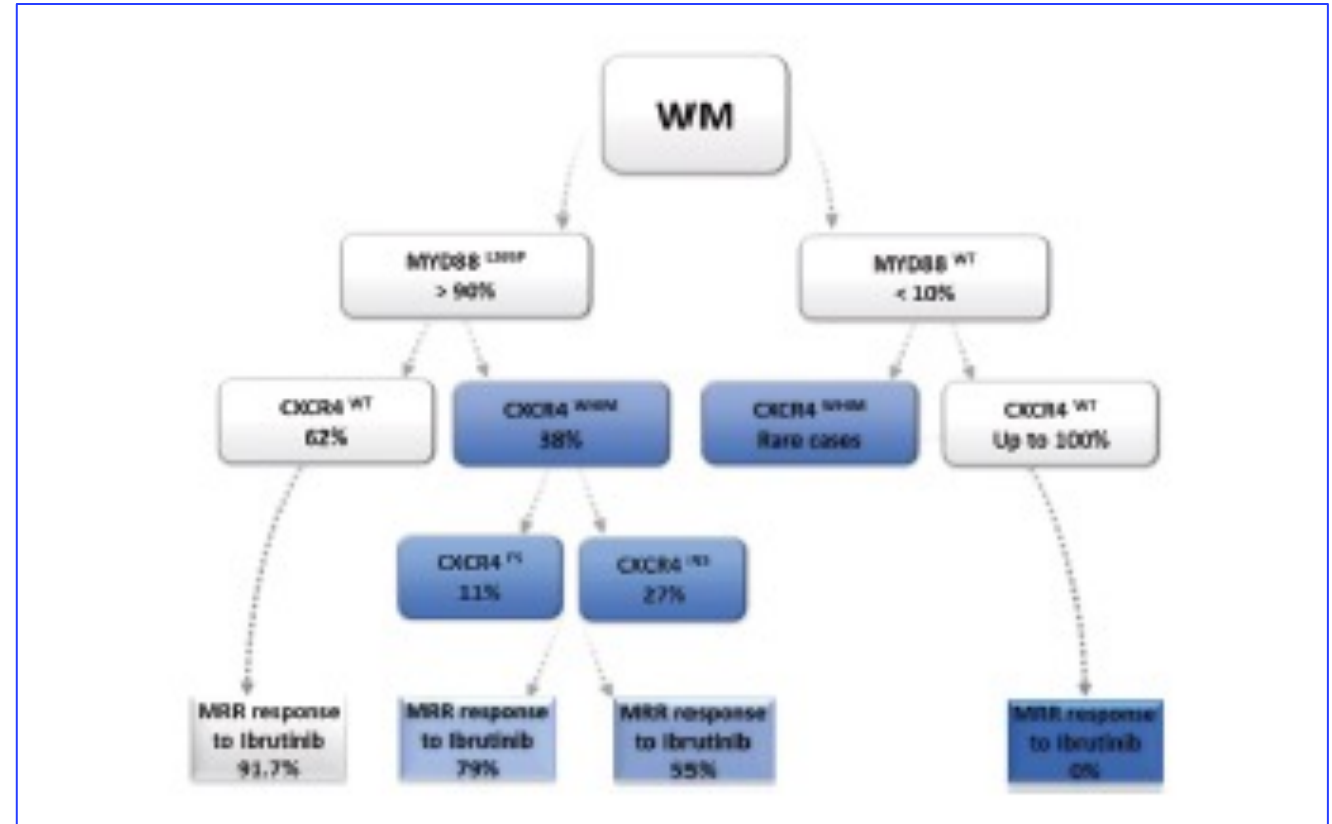 WM
MYD88 L265P
> 90%
MYD88 WT
< 10%
CXCR4 WT
62%
CXCR4 WHIM
38%
CXCR4 WHIM
Rare cases
CXCR4 WT
Up to 100%
CXCR4 FS
11%
CXCR4
27%
MRR response
to Ibrutinib
91.7%
MRR response
to Ibrutinib
79%
MRR response
to Ibrutinib
55%
MRR response
to Ibrutinib
0%